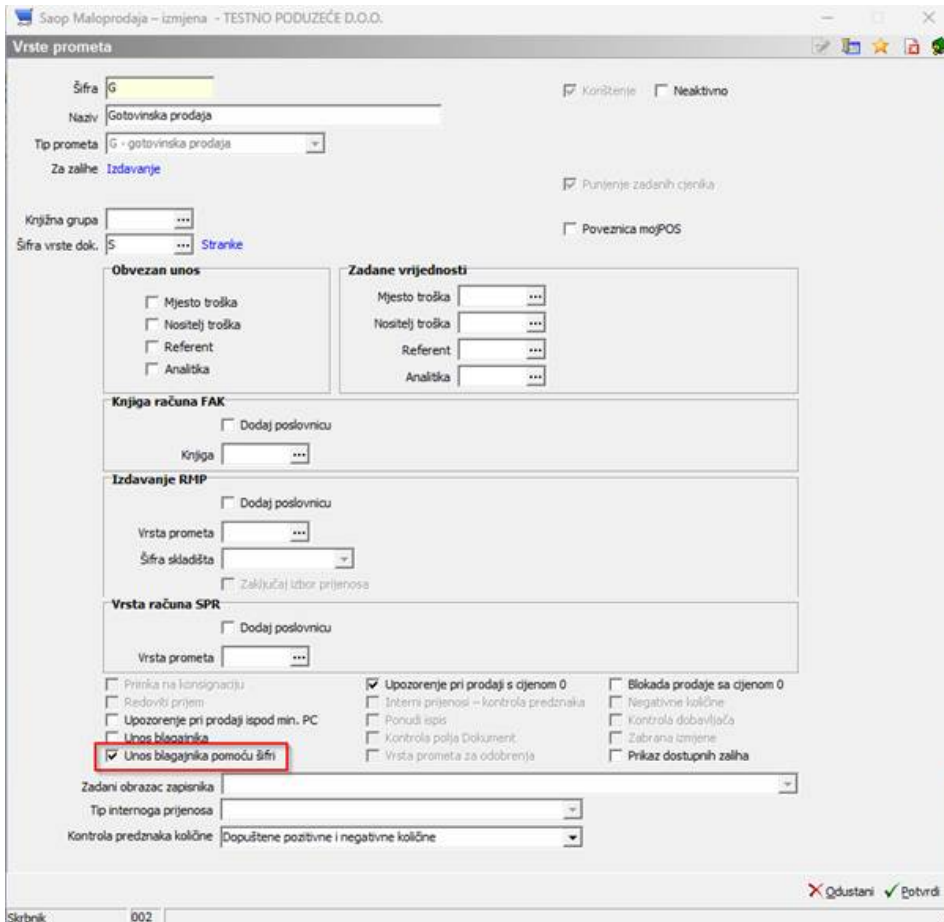 Saop Maloprodaja – izmjena - TESTNO PODUZEĆE D.O.O.
Vrste prometa
Šifra G
Korištenje Neaktivno
Naziv Gotovinska prodaja
Tip prometa G - gotovinska prodaja
Za zalihe Izdavanje
Punjenje zadanih cjenika
Knjižna grupa ...
Poveznica mojPOS
Šifra vrste dok. S ... Stranke
Obvezan unos
Mjesto troška
Nositelj troška
Referent
Analitika
Zadane vrijednosti
Mjesto troška ...
Nositelj troška ...
Referent ...
Analitika ...
Knjiga računa FAK
Dodaj poslovnicu
Knjiga ...
Izdavanje RMP
Dodaj poslovnicu
Vrsta prometa ...
Šifra skladišta
Zaključaj izbor prijenosa
Vrsta računa SPR
Dodaj poslovnicu
Vrsta prometa ...
Primka na konsignaciju
Redoviti prijem
Upozorenje pri prodaji ispod min. PC
Unos blagajnika
Unos blagajnika pomoću šifri
Upozorenje pri prodaji s cijenom 0
Interni prijenosi – kontrola predznaka
Ponudi ispis
Kontrola polja Dokument
Vrsta prometa za odobrenja
Blokada prodaje sa cijenom 0
Negativne količine
Kontrola dobavljača
Zabrana izmjene
Prikaz dostupnih zaliha
Zadani obrazac zapisnika
Tip internoga prijenosa
Kontrola predznaka količine Dopuštene pozitivne i negativne količine
Odustani Potvrdi
Skrbnik 002